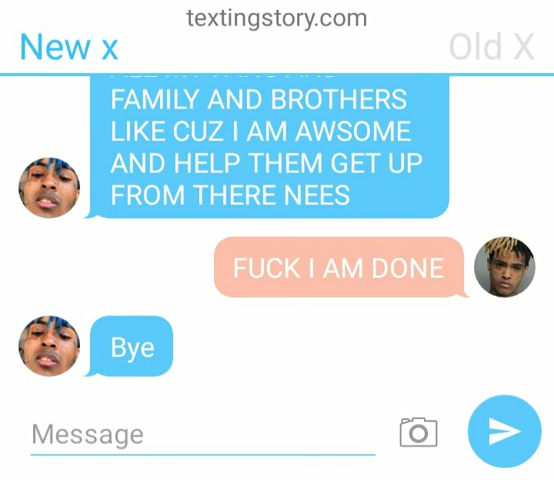 textingstory.com
New x
Old X
FAMILY AND BROTHERS
LIKE CUZ I AM AWSOME
AND HELP THEM GET UP
FROM THERE NEES
FUCK I AM DONE
Bye
Message